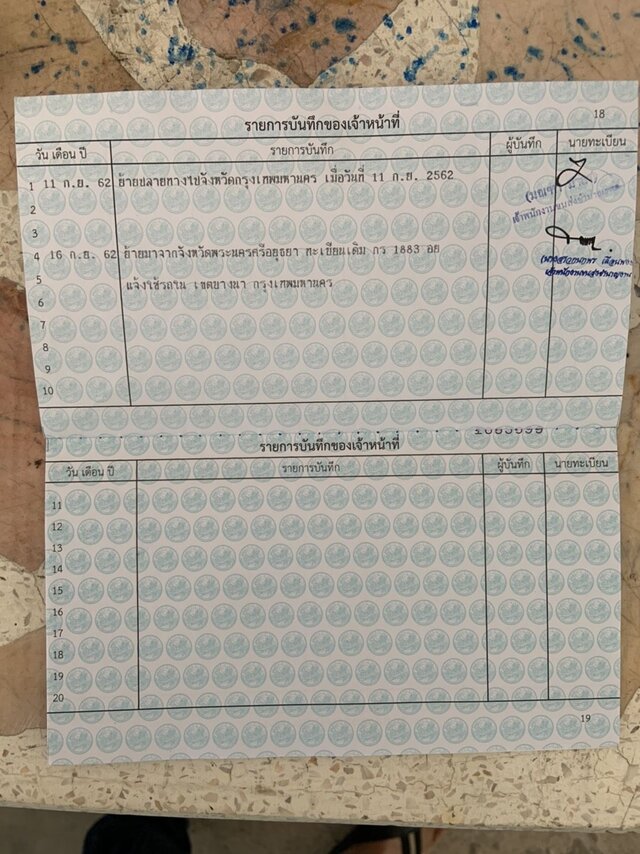 18
รายการบันทึกของเจ้าหน้าที่
วัน เดือน ปี รายการบันทึก ผู้บันทึก นายทะเบียน
1 11 ก.ย. 62 ย้ายปลายทางไปจังหวัดกรุงเทพมหานคร เมื่อวันที่ 11 ก.ย. 2562
2
3
4 16 ก.ย. 62 ย้ายมาจากจังหวัดพระนครศรีอยุธยา ทะเบียนเดิม กร 1883 อย
5 แจ้งใช้รถใน เขตบางนา กรุงเทพมหานคร
6
7
8
9
10
รายการบันทึกของเจ้าหน้าที่
วัน เดือน ปี รายการบันทึก ผู้บันทึก นายทะเบียน
11
12
13
14
15
16
17
18
19
20
19